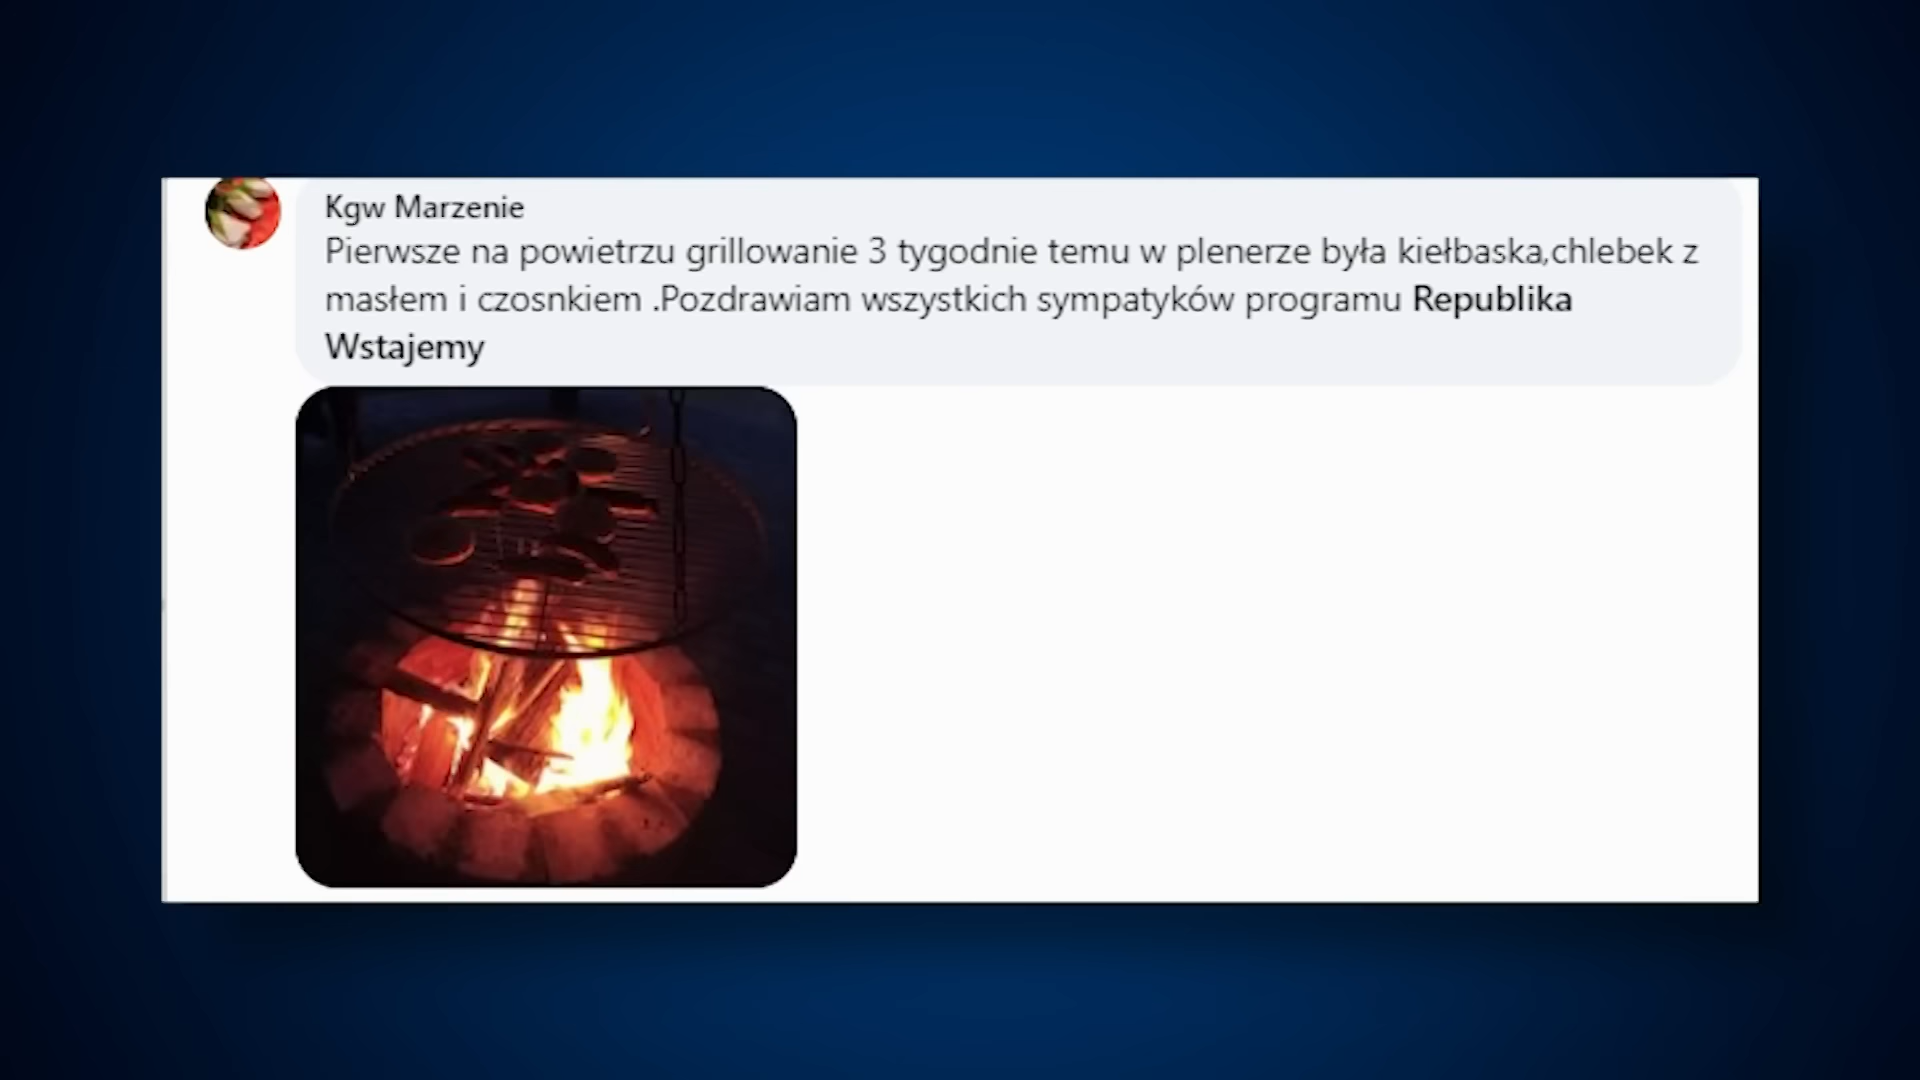 Kgw Marzenie
Pierwsze na powietrzu grillowanie 3 tygodnie temu w plenerze była kiełbaska,chlebek z
masłem i czosnkiem .Pozdrawiam wszystkich sympatyków programu Republika
Wstajemy